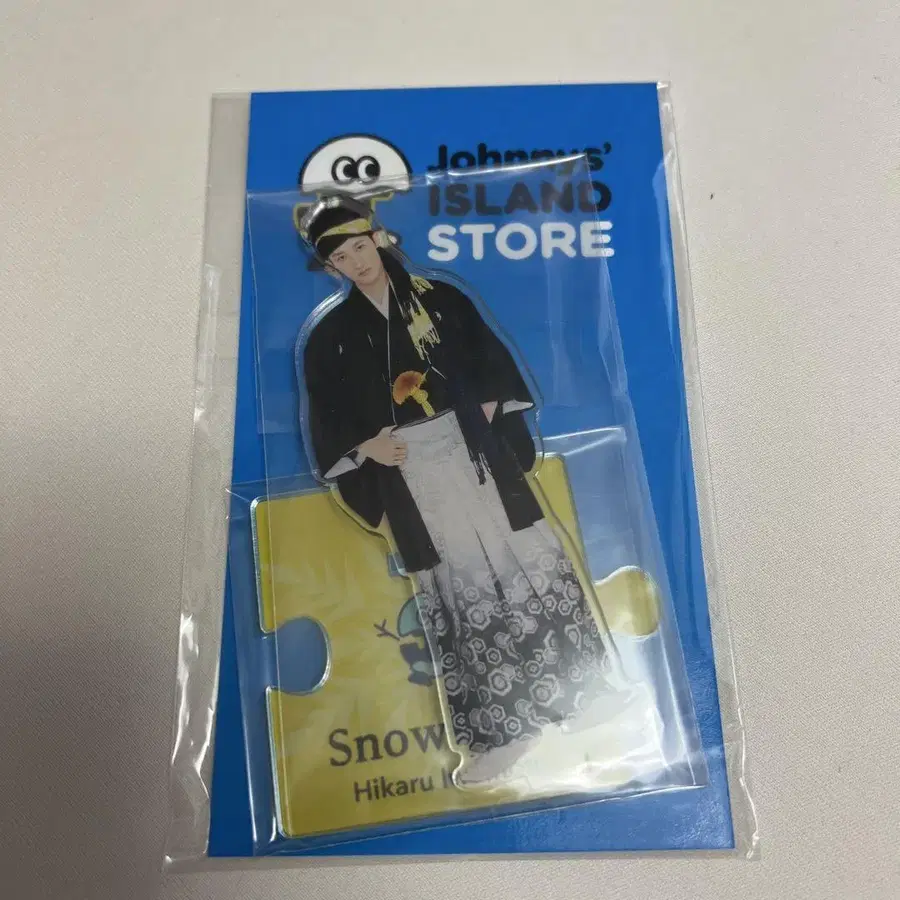 Johnnys'
ISLAND
STORE
Snow
Hikaru